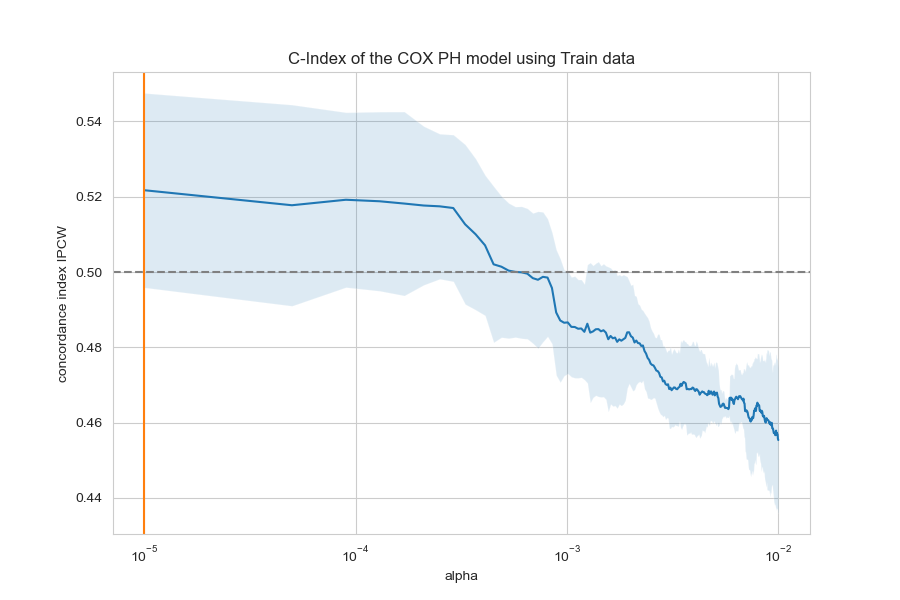 C-Index of the COX PH model using Train data
concordance index IPCW
0.54
0.52
0.50
0.48
0.46
0.44
10⁻⁵ 10⁻⁴ 10⁻³ 10⁻²
alpha